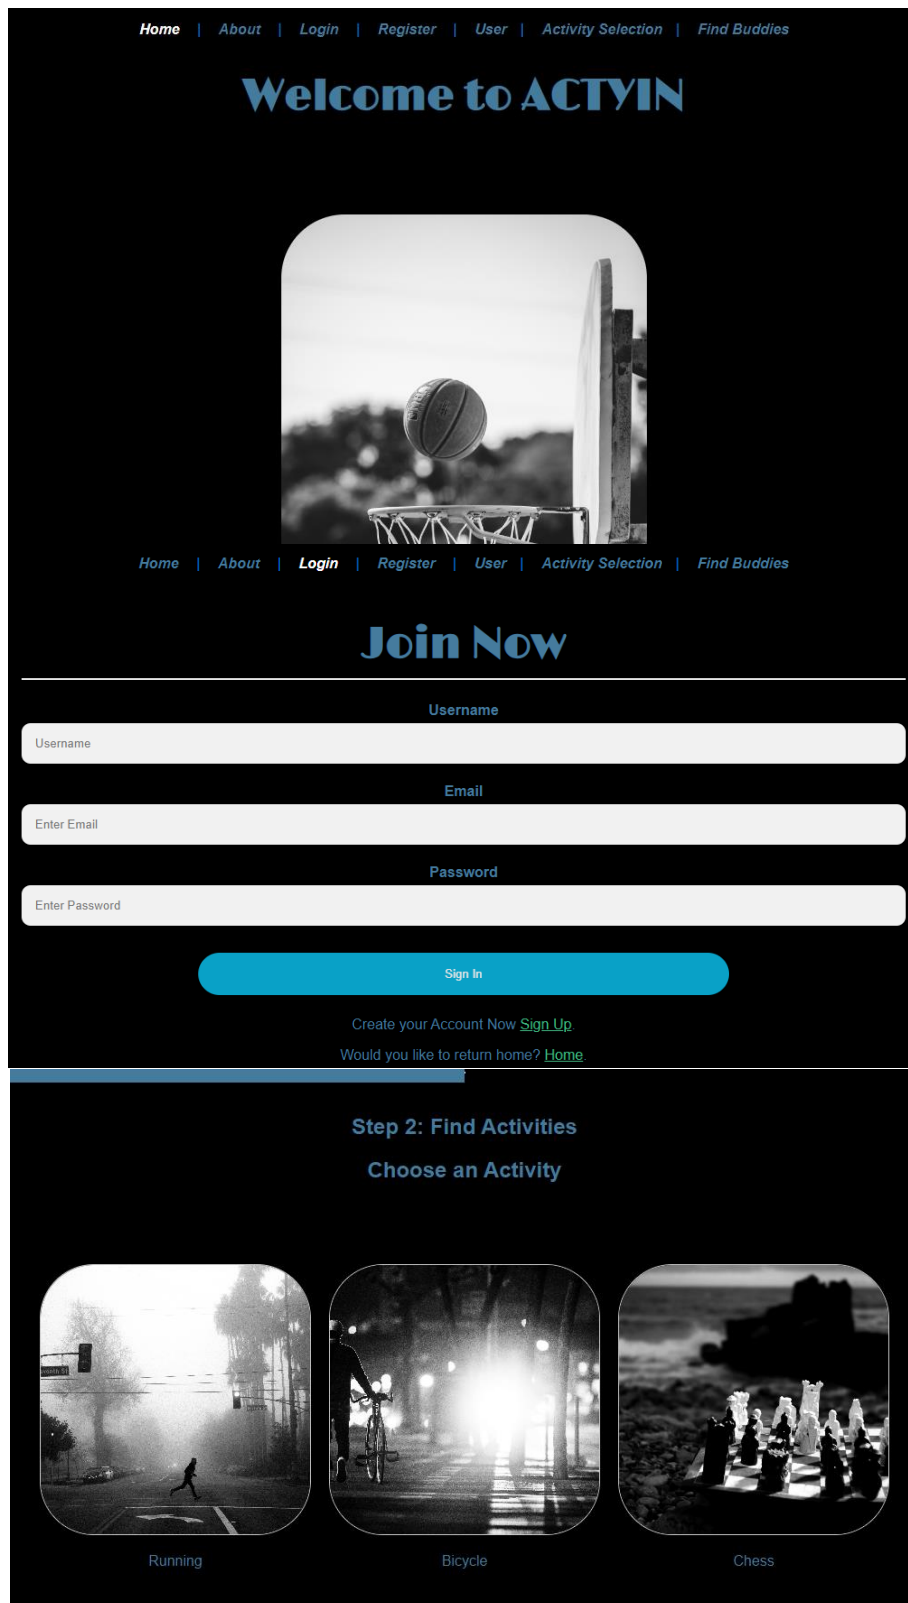 Home | About | Login | Register | User | Activity Selection | Find Buddies
Welcome to ACTYIN
Home | About | Login | Register | User | Activity Selection | Find Buddies
Join Now
Username
Username
Email
Enter Email
Password
Enter Password
Sign In
Create your Account Now Sign Up.
Would you like to return home? Home.
Step 2: Find Activities
Choose an Activity
Running
Bicycle
Chess